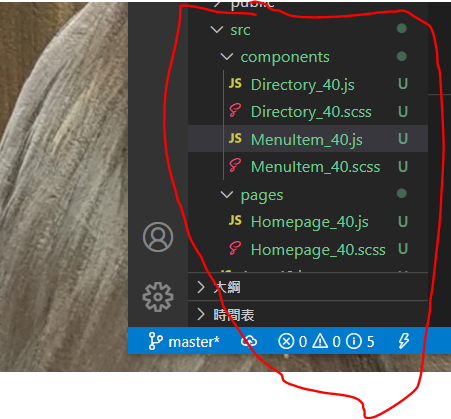 public
src
components
JS Directory_40.js U
Directory_40.scss U
JS MenuItem_40.js U
MenuItem_40.scss U
pages
JS Homepage_40.js U
Homepage_40.scss U
大綱
時間表
master* 0 0 5